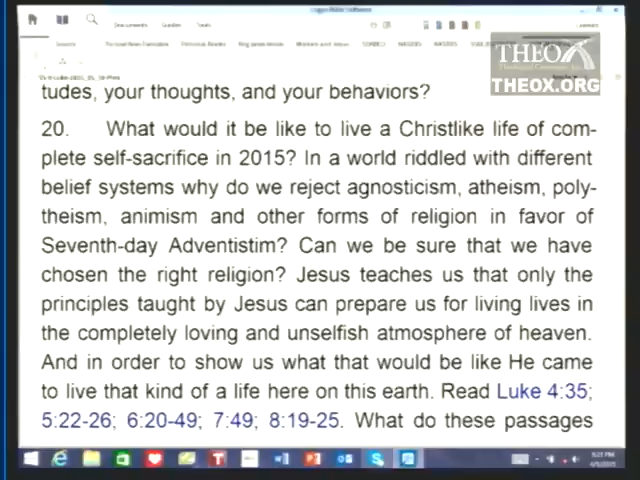 Logos Bible Software
Documents Guides Tools
THEOX
THEOX.ORG
tudes, your thoughts, and your behaviors?
20. What would it be like to live a Christlike life of com-
plete self-sacrifice in 2015? In a world riddled with different
belief systems why do we reject agnosticism, atheism, poly-
theism, animism and other forms of religion in favor of
Seventh-day Adventistim? Can we be sure that we have
chosen the right religion? Jesus teaches us that only the
principles taught by Jesus can prepare us for living lives in
the completely loving and unselfish atmosphere of heaven.
And in order to show us what that would be like He came
to live that kind of a life here on this earth. Read Luke 4:35;
5:22-26; 6:20-49; 7:49; 8:19-25. What do these passages